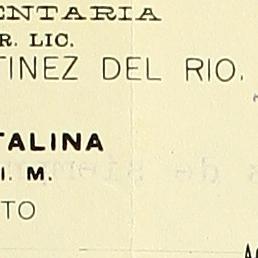 ENTARIA
R. LIC.
TINEZ DEL RIO.
TALINA
I. M.
TO